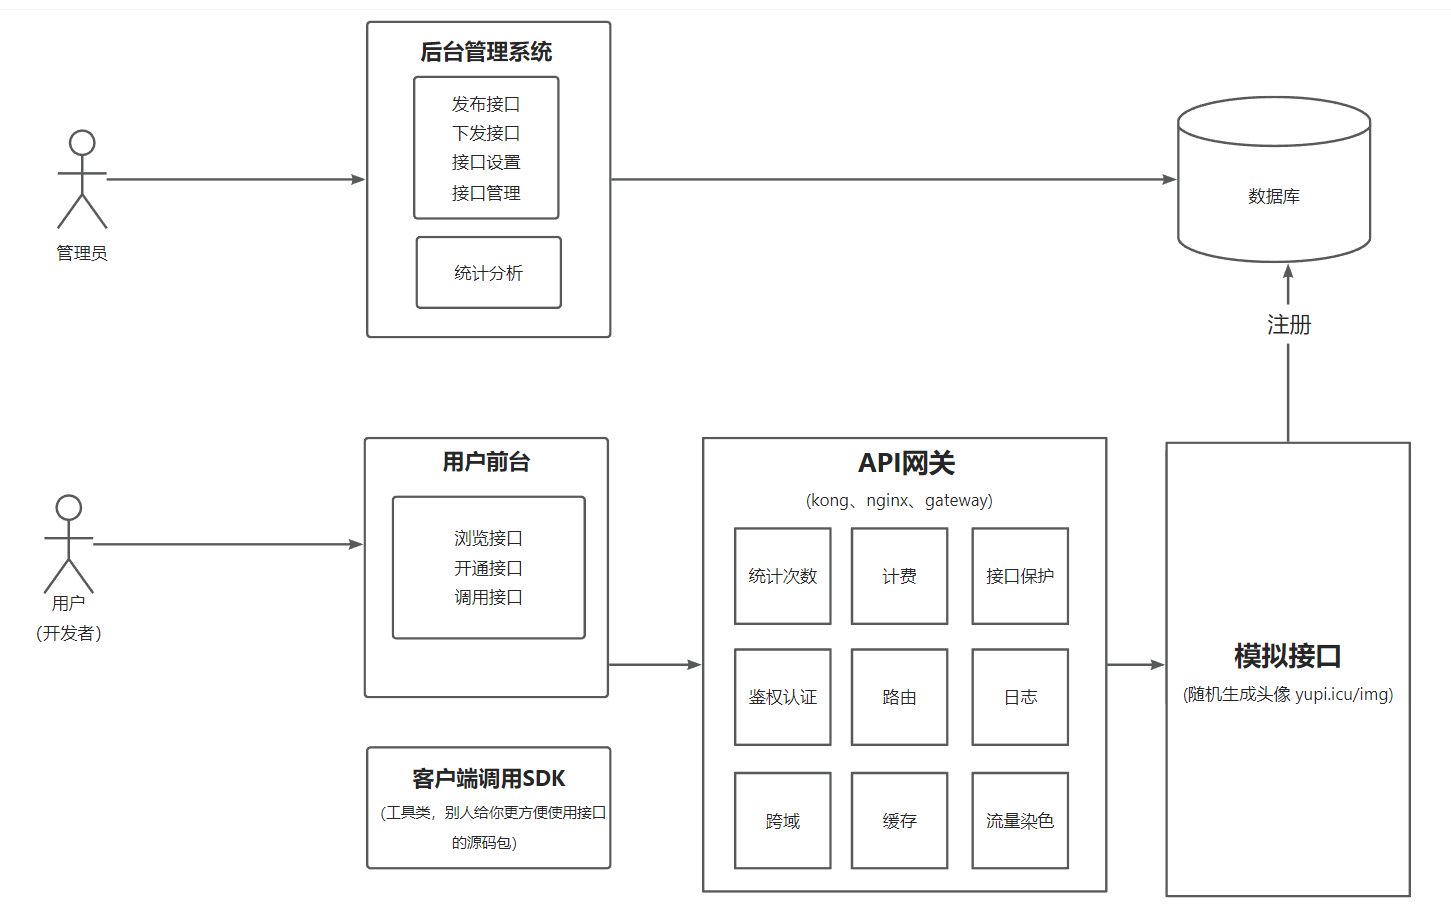 后台管理系统
发布接口
下发接口
接口设置
接口管理
统计分析
管理员
数据库
注册
用户前台
浏览接口
开通接口
调用接口
用户
（开发者）
客户端调用SDK
（工具类，别人给你更方便使用接口
的源码包）
API网关
(kong、nginx、gateway)
统计次数
计费
接口保护
鉴权认证
路由
日志
跨域
缓存
流量染色
模拟接口
(随机生成头像 yupi.icu/img)